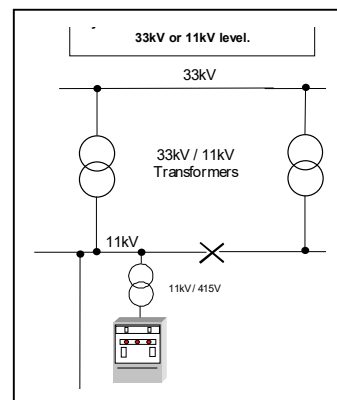 33kV or 11kV level.
33kV
33kV / 11kV
Transformers
11kV
11kV / 415V